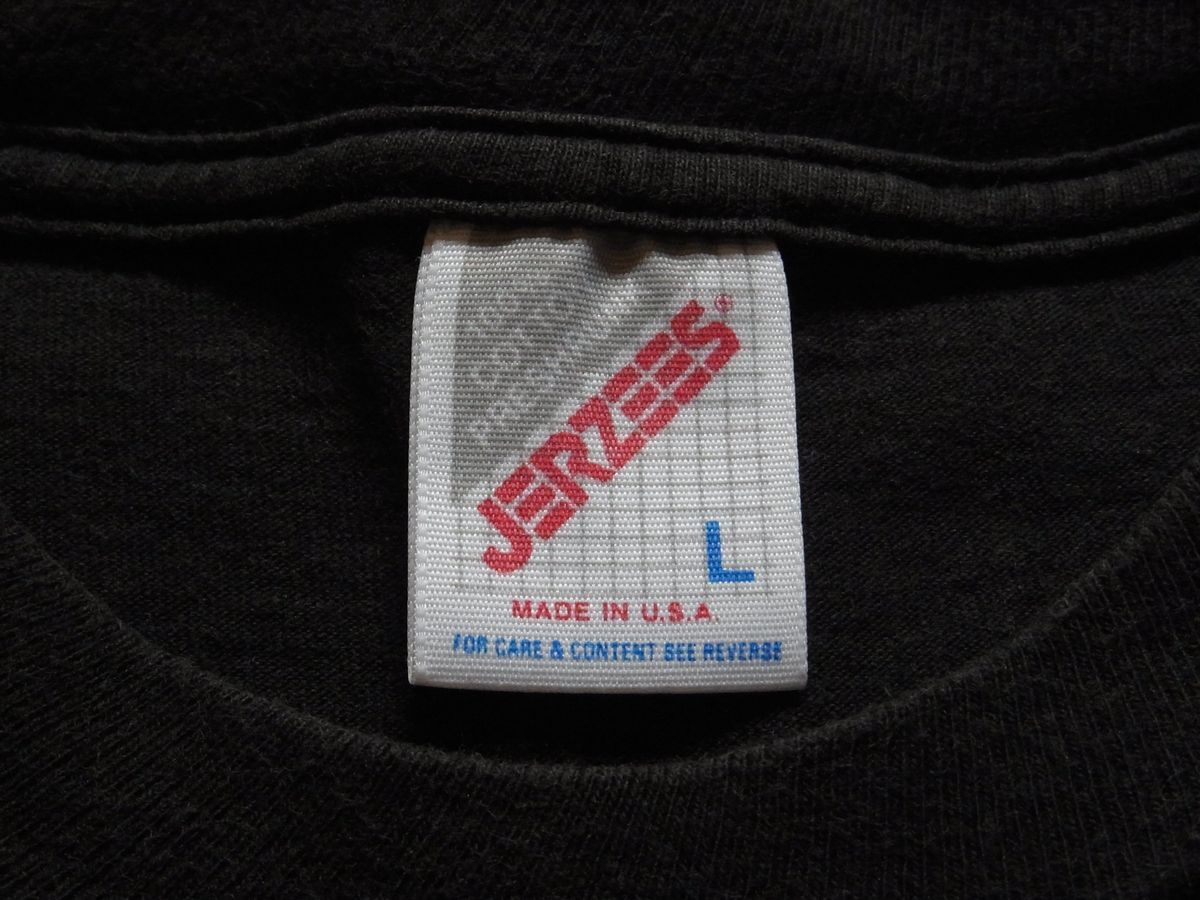 JERZEES®
L
MADE IN U.S.A.
FOR CARE & CONTENT SEE REVERSE